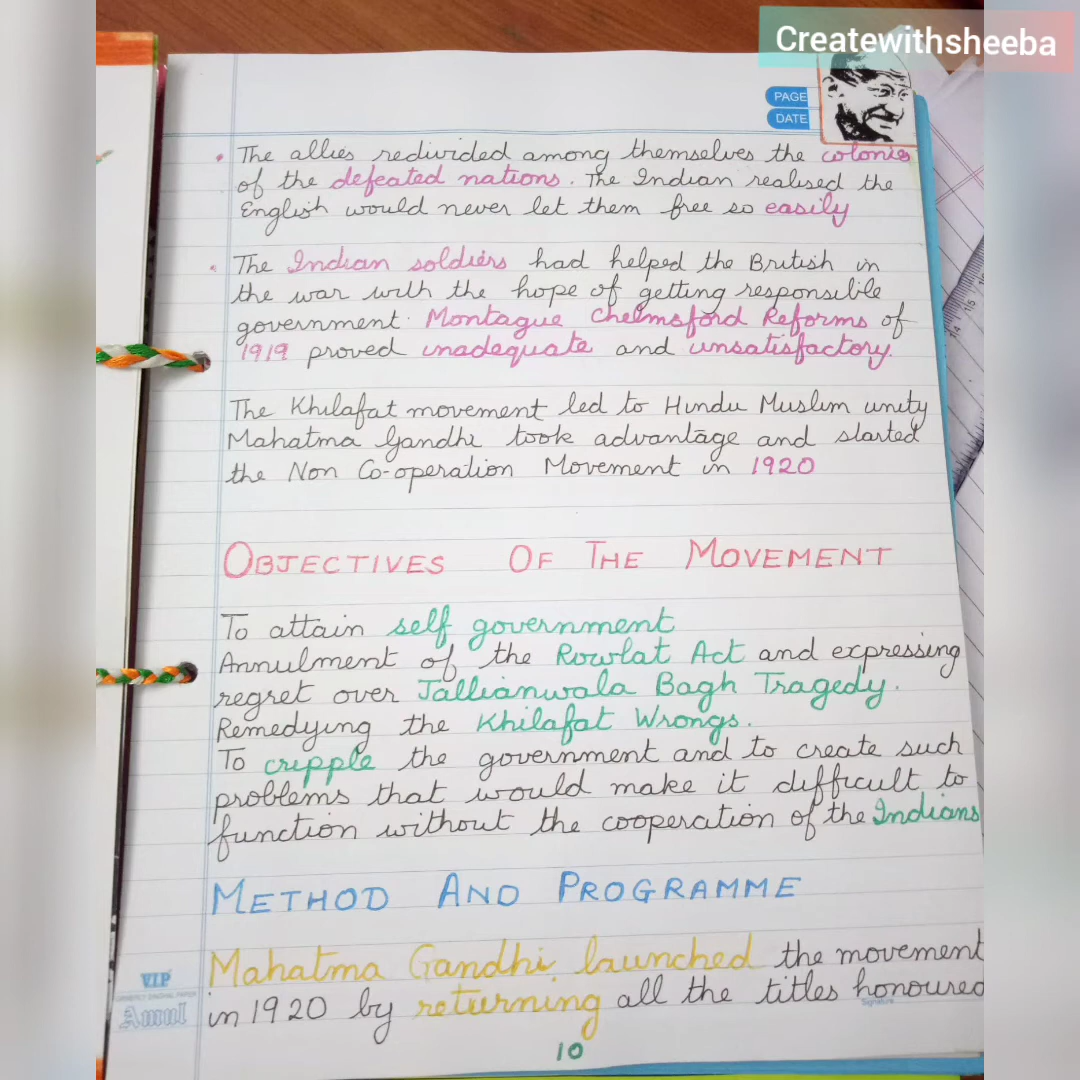 Createwithsheeba
PAGE
DATE
The allies redivided among themselves the colonies
of the defeated nations. The Indian realised the
English would never let them free so easily
The Indian soldiers had helped the British in
the war with the hope of getting responsible
government. Montague Chelmsford Reforms of
1919 proved inadequate and unsatisfactory.
The Khilafat movement led to Hindu Muslim unity
Mahatma Gandhi took advantage and started
the Non Co-operation Movement in 1920
OBJECTIVES OF THE MOVEMENT
To attain self government
Annulment of the Rowlat Act and expressing
regret over Jallianwala Bagh Tragedy.
Remedying the Khilafat Wrongs.
To cripple the government and to create such
problems that would make it difficult to
function without the cooperation of the Indians
METHOD AND PROGRAMME
Mahatma Gandhi launched the movement
in 1920 by returning all the titles honoured
VIP
Amul
Signature
10